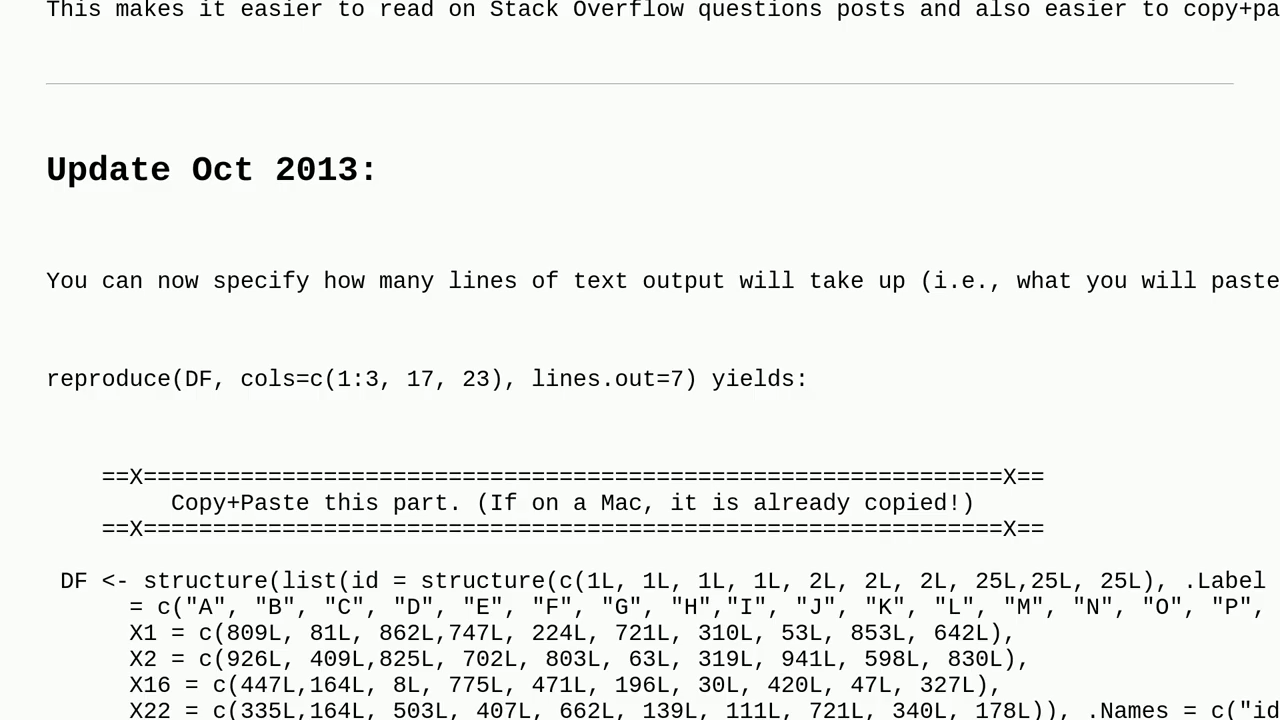 This makes it easier to read on Stack Overflow questions posts and also easier to copy+pa
Update Oct 2013:
You can now specify how many lines of text output will take up (i.e., what you will paste
reproduce(DF, cols=c(1:3, 17, 23), lines.out=7) yields:
==X==============================================================X==
Copy+Paste this part. (If on a Mac, it is already copied!)
==X==============================================================X==
DF <- structure(list(id = structure(c(1L, 1L, 1L, 1L, 2L, 2L, 2L, 25L,25L, 25L), .Label
= c("A", "B", "C", "D", "E", "F", "G", "H","I", "J", "K", "L", "M", "N", "O", "P",
X1 = c(809L, 81L, 862L,747L, 224L, 721L, 310L, 53L, 853L, 642L),
X2 = c(926L, 409L,825L, 702L, 803L, 63L, 319L, 941L, 598L, 830L),
X16 = c(447L,164L, 8L, 775L, 471L, 196L, 30L, 420L, 47L, 327L),
X22 = c(335L,164L, 503L, 407L, 662L, 139L, 111L, 721L, 340L, 178L)), .Names = c("id